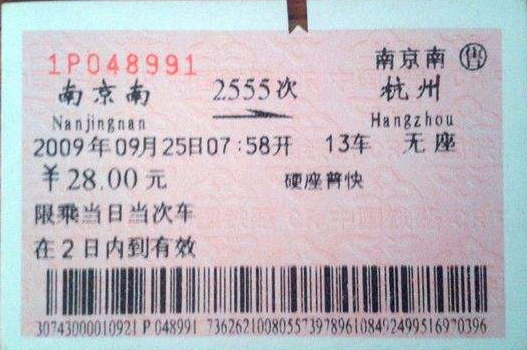 1P048991 南京南 售
南京南 2555次 杭州
Nanjingnan Hangzhou
2009年09月25日07:58开 13车 无座
￥28.00元 硬座普快
限乘当日当次车
在2日内到有效
30743000010921 P 048991 73626210080557397896108492499516970396